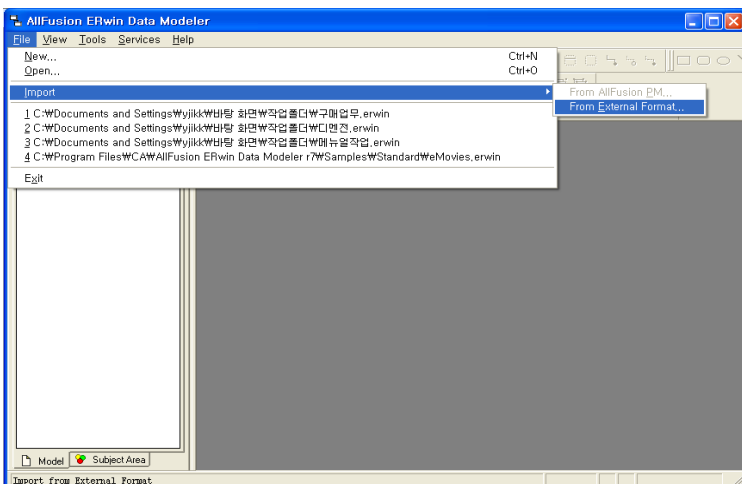 AllFusion ERwin Data Modeler
File View Tools Services Help
New... Ctrl+N
Open... Ctrl+O
Import
From AllFusion PM...
From External Format...
1 C:₩Documents and Settings₩yjikk₩바탕 화면₩작업폴더₩구매업무.erwin
2 C:₩Documents and Settings₩yjikk₩바탕 화면₩작업폴더₩디멘전.erwin
3 C:₩Documents and Settings₩yjikk₩바탕 화면₩작업폴더₩메뉴얼작업.erwin
4 C:₩Program Files₩CA₩AllFusion ERwin Data Modeler r7₩Samples₩Standard₩eMovies.erwin
Exit
Model Subject Area
Import from External Format